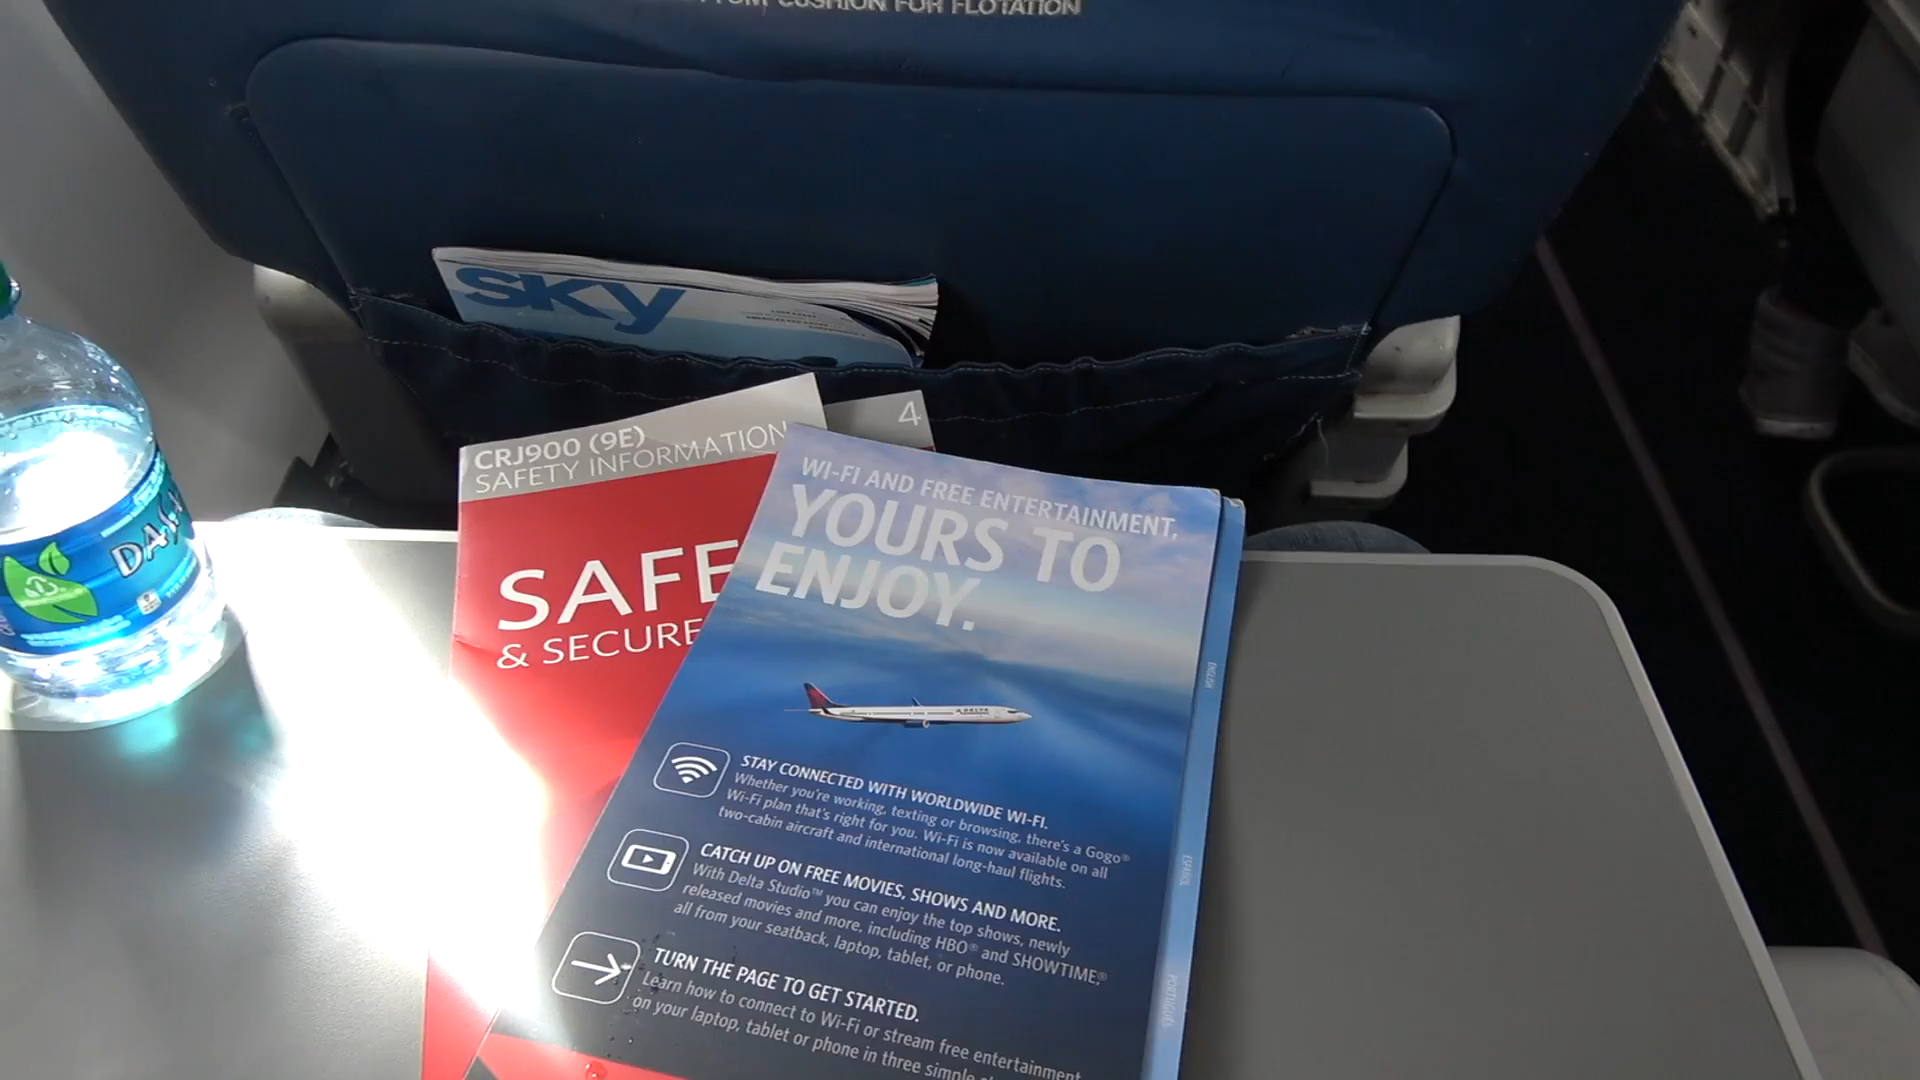 CUSHION FOR FLOTATION
sky
CRJ900 (9E)
SAFETY INFORMATION
4
SAFE
& SECURE
WI-FI AND FREE ENTERTAINMENT,
YOURS TO
ENJOY.
DELTA
STAY CONNECTED WITH WORLDWIDE WI-FI.
Whether you're working, texting or browsing, there's a Gogo®
Wi-Fi plan that's right for you. Wi-Fi is now available on all
two-cabin aircraft and international long-haul flights.
CATCH UP ON FREE MOVIES, SHOWS AND MORE.
With Delta Studio™ you can enjoy the top shows, newly
released movies and more, including HBO® and SHOWTIME,®
all from your seatback, laptop, tablet, or phone.
TURN THE PAGE TO GET STARTED.
Learn how to connect to Wi-Fi or stream free entertainment
on your laptop, tablet or phone in three simple
ENGLISH
ESPAÑOL
PORTUGUÊS
DASA